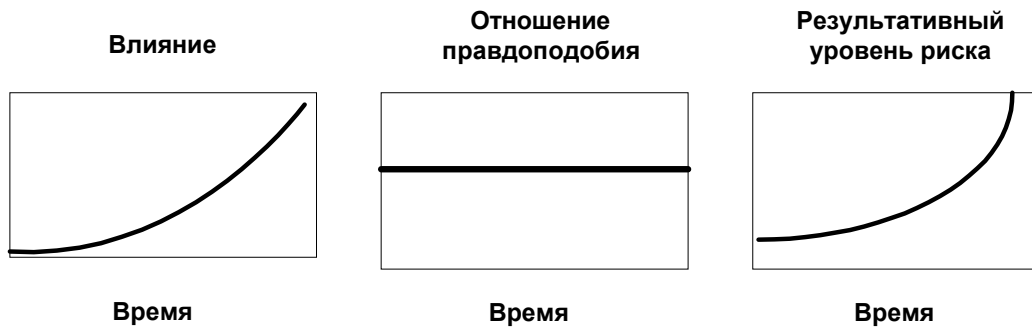 Влияние
Отношение
правдоподобия
Результативный
уровень риска
Время
Время
Время